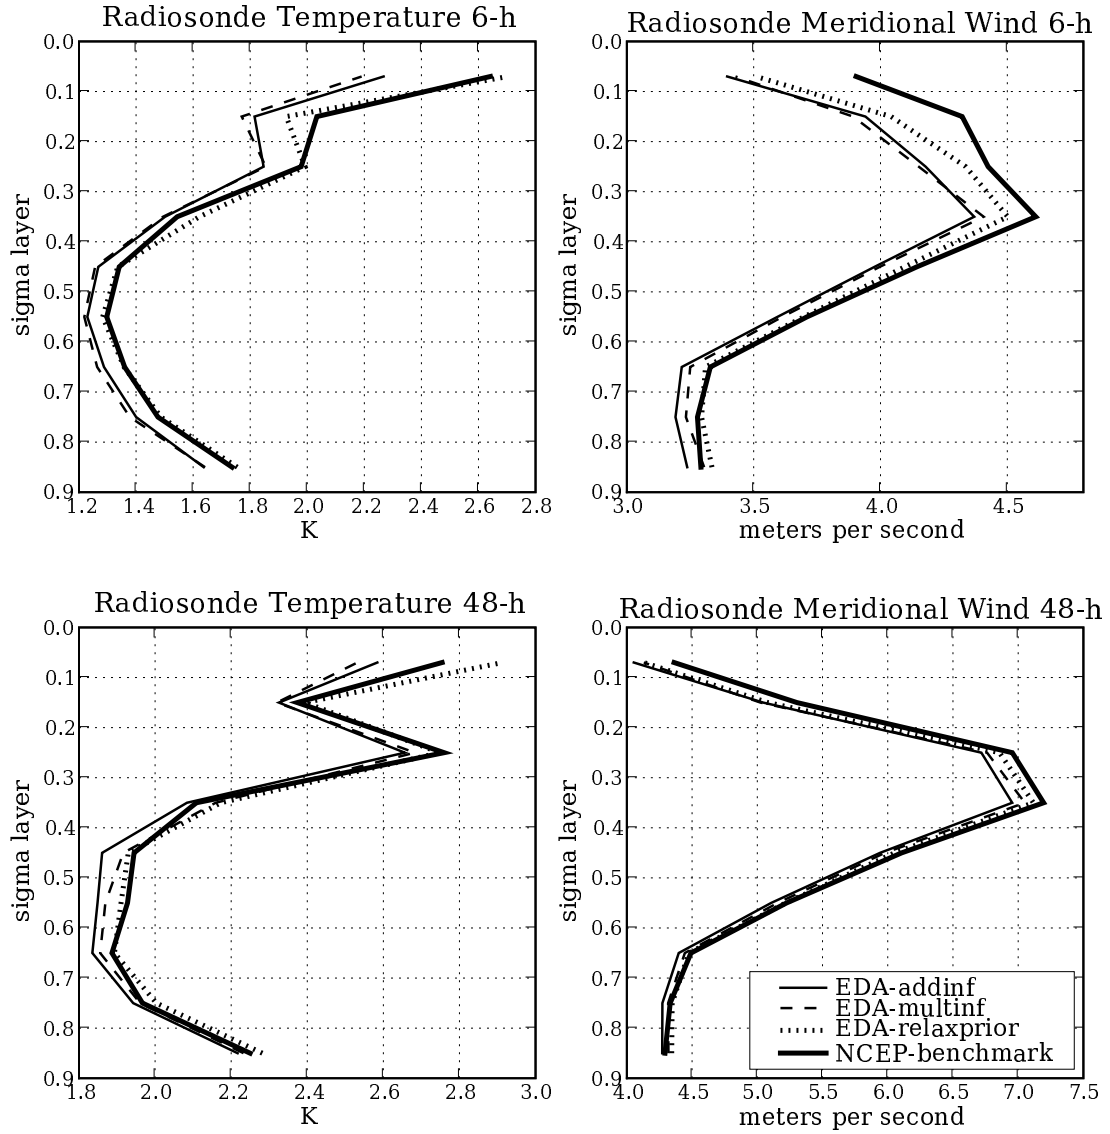 Radiosonde Temperature 6-h
0.0
0.1
0.2
0.3
0.4
0.5
0.6
0.7
0.8
0.9
sigma layer
1.2 1.4 1.6 1.8 2.0 2.2 2.4 2.6 2.8
K
Radiosonde Meridional Wind 6-h
0.0
0.1
0.2
0.3
0.4
0.5
0.6
0.7
0.8
0.9
sigma layer
3.0 3.5 4.0 4.5
meters per second
Radiosonde Temperature 48-h
0.0
0.1
0.2
0.3
0.4
0.5
0.6
0.7
0.8
0.9
sigma layer
1.8 2.0 2.2 2.4 2.6 2.8 3.0
K
Radiosonde Meridional Wind 48-h
0.0
0.1
0.2
0.3
0.4
0.5
0.6
0.7
0.8
0.9
sigma layer
EDA-addinf
EDA-multinf
EDA-relaxprior
NCEP-benchmark
4.0 4.5 5.0 5.5 6.0 6.5 7.0 7.5
meters per second